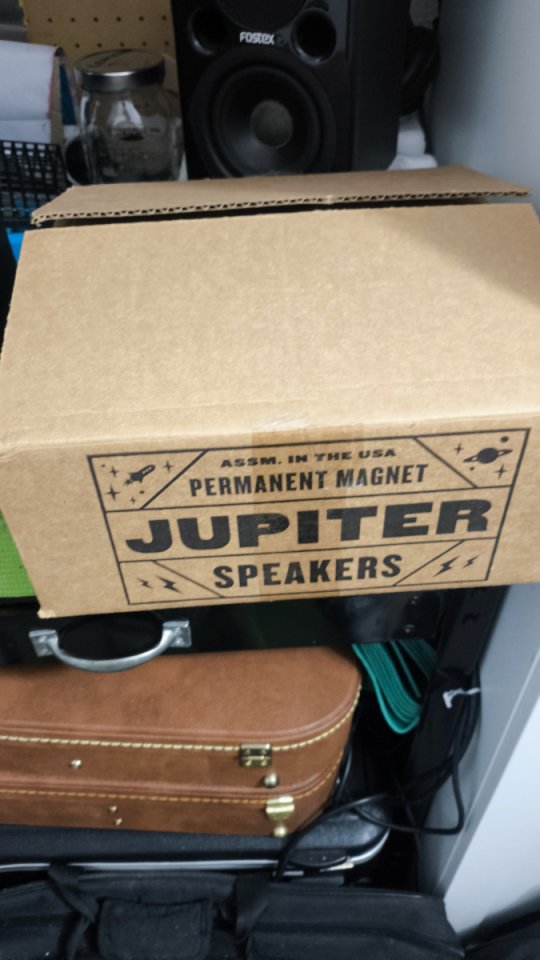 FOSTEX
ASSM. IN THE USA
PERMANENT MAGNET
JUPITER
SPEAKERS